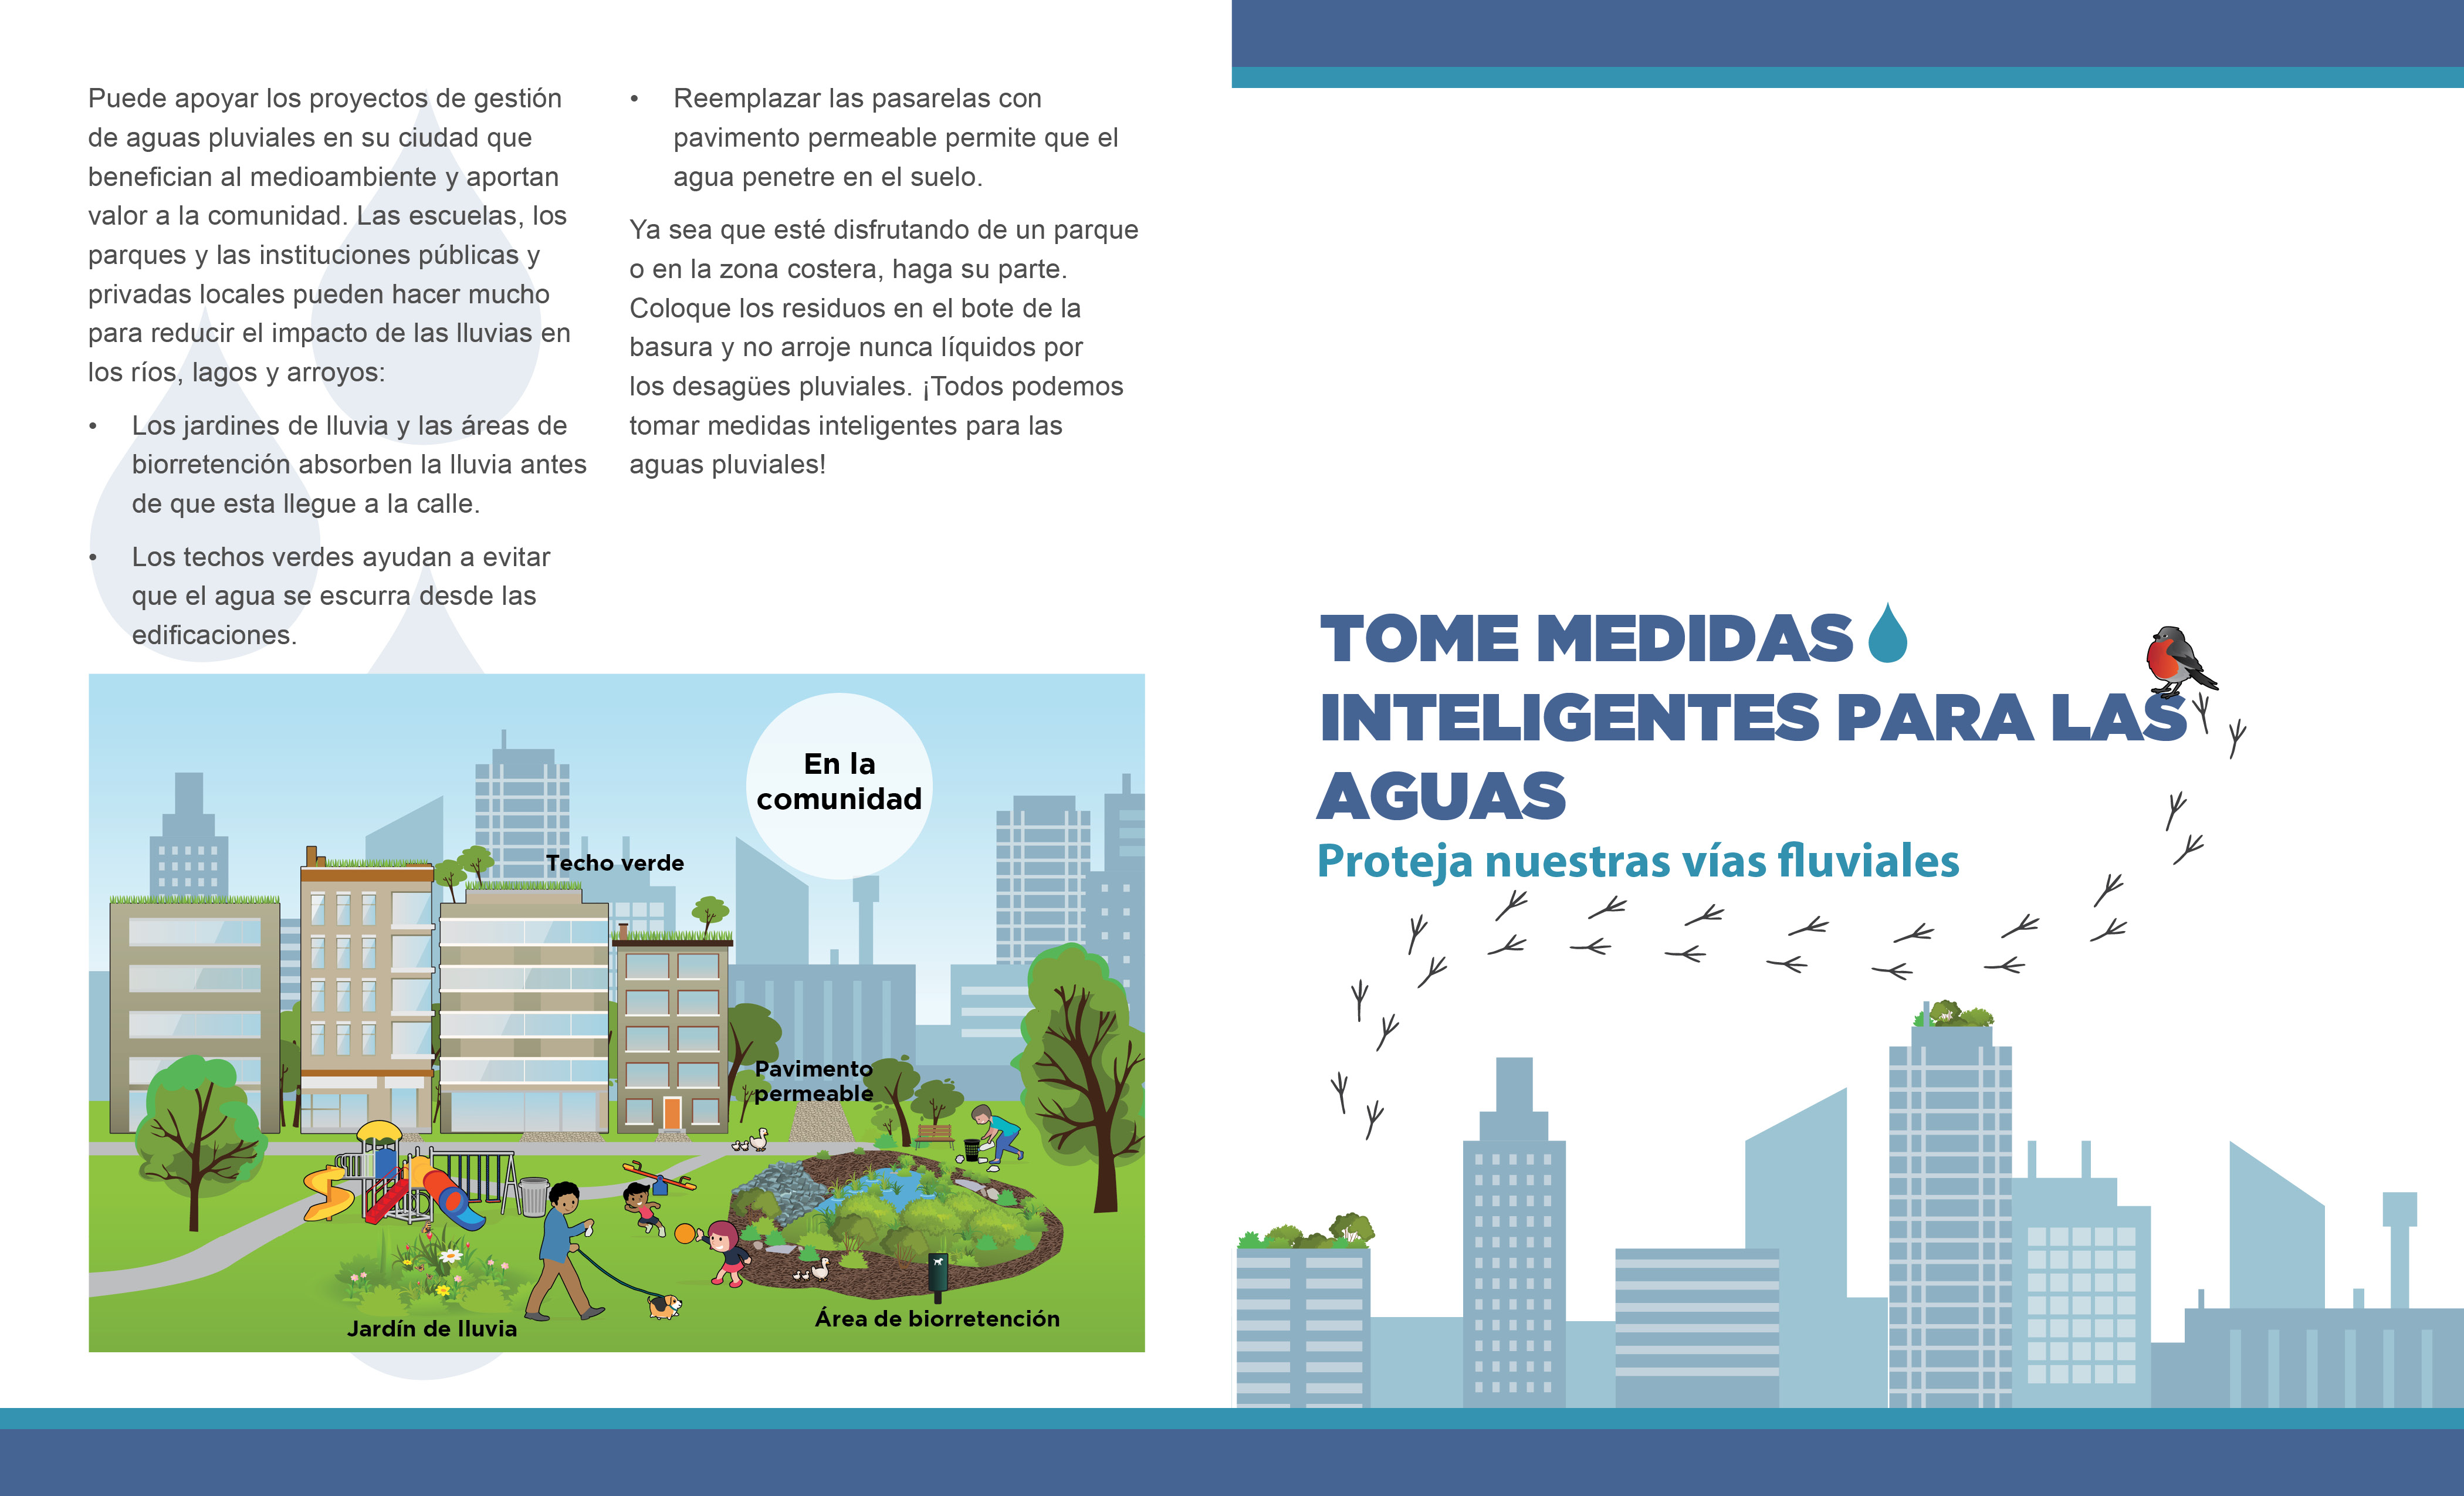 Puede apoyar los proyectos de gestión
de aguas pluviales en su ciudad que
benefician al medioambiente y aportan
valor a la comunidad. Las escuelas, los
parques y las instituciones públicas y
privadas locales pueden hacer mucho
para reducir el impacto de las lluvias en
los ríos, lagos y arroyos:
• Los jardines de lluvia y las áreas de
biorretención absorben la lluvia antes
de que esta llegue a la calle.
• Los techos verdes ayudan a evitar
que el agua se escurra desde las
edificaciones.
• Reemplazar las pasarelas con
pavimento permeable permite que el
agua penetre en el suelo.
Ya sea que esté disfrutando de un parque
o en la zona costera, haga su parte.
Coloque los residuos en el bote de la
basura y no arroje nunca líquidos por
los desagües pluviales. ¡Todos podemos
tomar medidas inteligentes para las
aguas pluviales!
En la
comunidad
Techo verde
Pavimento
permeable
Jardín de lluvia
Área de biorretención
TOME MEDIDAS
INTELIGENTES PARA LAS
AGUAS
Proteja nuestras vías fluviales